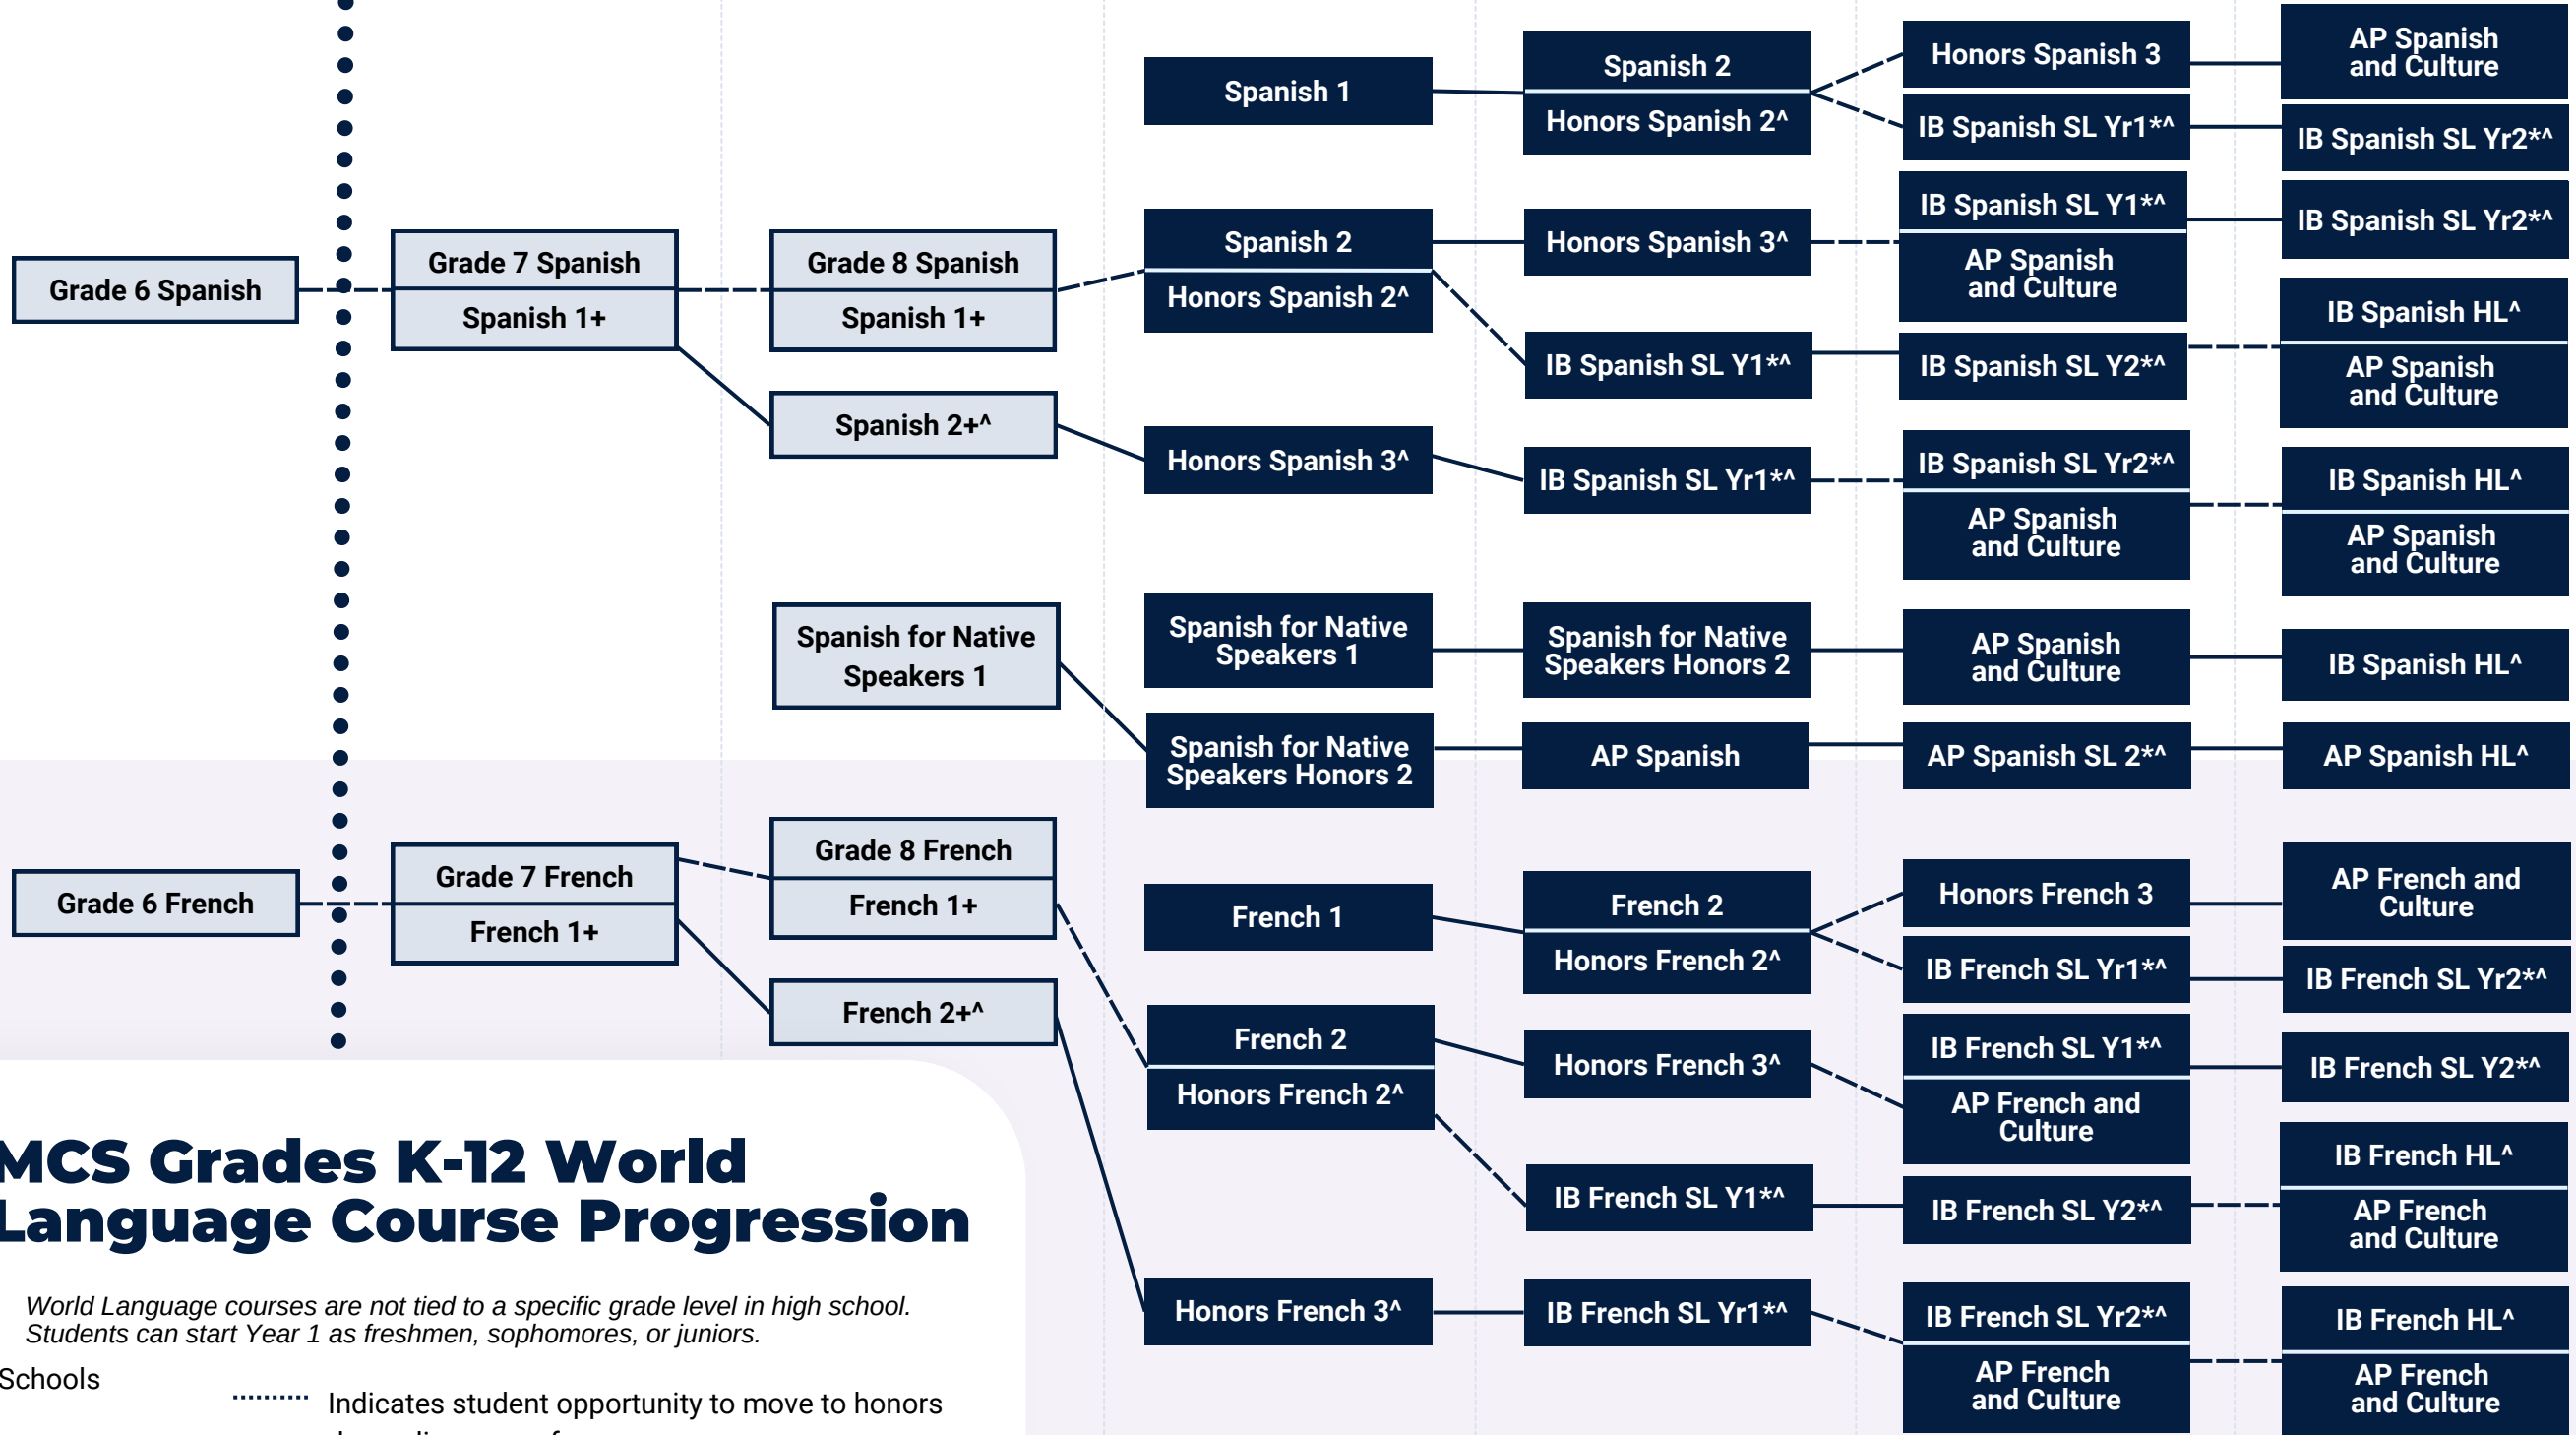 Spanish 1
Spanish 2
Honors Spanish 2^
Honors Spanish 3
IB Spanish SL Yr1*^
AP Spanish
and Culture
IB Spanish SL Yr2*^
Grade 6 Spanish
Grade 7 Spanish
Spanish 1+
Grade 8 Spanish
Spanish 1+
Spanish 2
Honors Spanish 2^
Honors Spanish 3^
IB Spanish SL Y1*^
AP Spanish
and Culture
IB Spanish SL Yr2*^
IB Spanish SL Y1*^
IB Spanish SL Y2*^
IB Spanish HL^
AP Spanish
and Culture
Spanish 2+^
Honors Spanish 3^
IB Spanish SL Yr1*^
IB Spanish SL Yr2*^
AP Spanish
and Culture
IB Spanish HL^
AP Spanish
and Culture
Spanish for Native
Speakers 1
Spanish for Native
Speakers 1
Spanish for Native
Speakers Honors 2
AP Spanish
and Culture
IB Spanish HL^
Spanish for Native
Speakers Honors 2
AP Spanish
AP Spanish SL 2*^
AP Spanish HL^
Grade 6 French
Grade 7 French
French 1+
Grade 8 French
French 1+
French 2+^
French 1
French 2
Honors French 2^
Honors French 3
IB French SL Yr1*^
AP French and
Culture
IB French SL Yr2*^
French 2
Honors French 2^
Honors French 3^
IB French SL Y1*^
AP French and
Culture
IB French SL Y2*^
IB French SL Y1*^
IB French SL Y2*^
IB French HL^
AP French
and Culture
Honors French 3^
IB French SL Yr1*^
IB French SL Yr2*^
AP French
and Culture
IB French HL^
AP French
and Culture
MCS Grades K-12 World
Language Course Progression
World Language courses are not tied to a specific grade level in high school.
Students can start Year 1 as freshmen, sophomores, or juniors.
Schools
Indicates student opportunity to move to honors